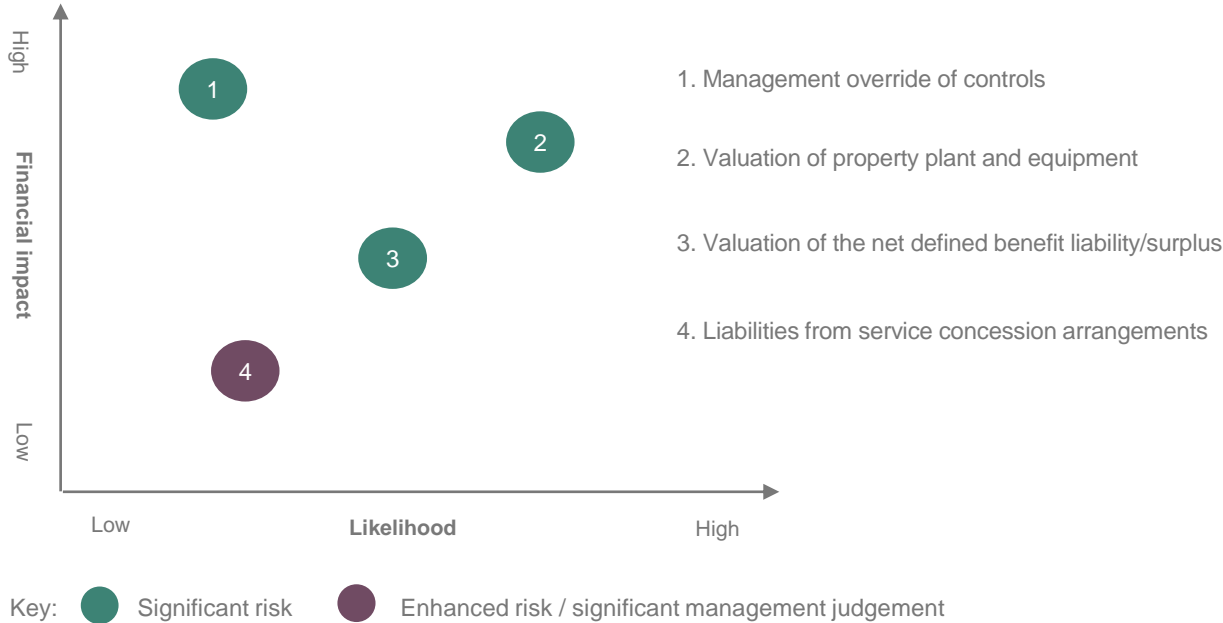 High
Financial impact
Low
1
2
3
4
1. Management override of controls
2. Valuation of property plant and equipment
3. Valuation of the net defined benefit liability/surplus
4. Liabilities from service concession arrangements
Low
Likelihood
High
Key:
Significant risk
Enhanced risk / significant management judgement